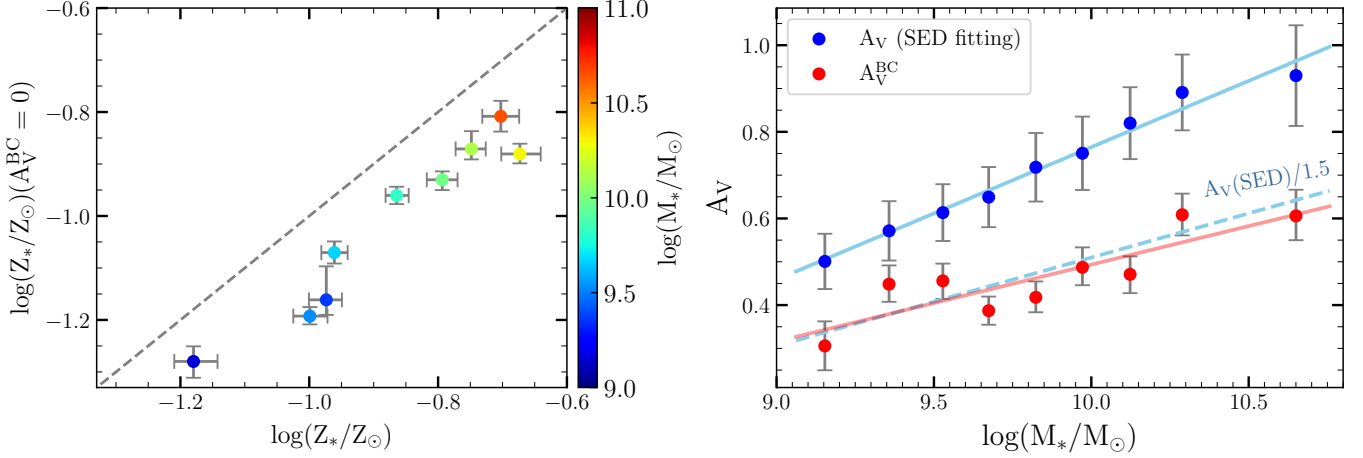 −0.6
−0.8
−1.0
−1.2
log(Z∗/Z⊙)(A_V^BC = 0)
−1.2
−1.0
−0.8
−0.6
log(Z∗/Z⊙)
11.0
10.5
10.0
9.5
9.0
log(M∗/M⊙)
A_V (SED fitting)
A_V^BC
A_V(SED)/1.5
1.0
0.8
0.6
0.4
A_V
9.0
9.5
10.0
10.5
log(M∗/M⊙)